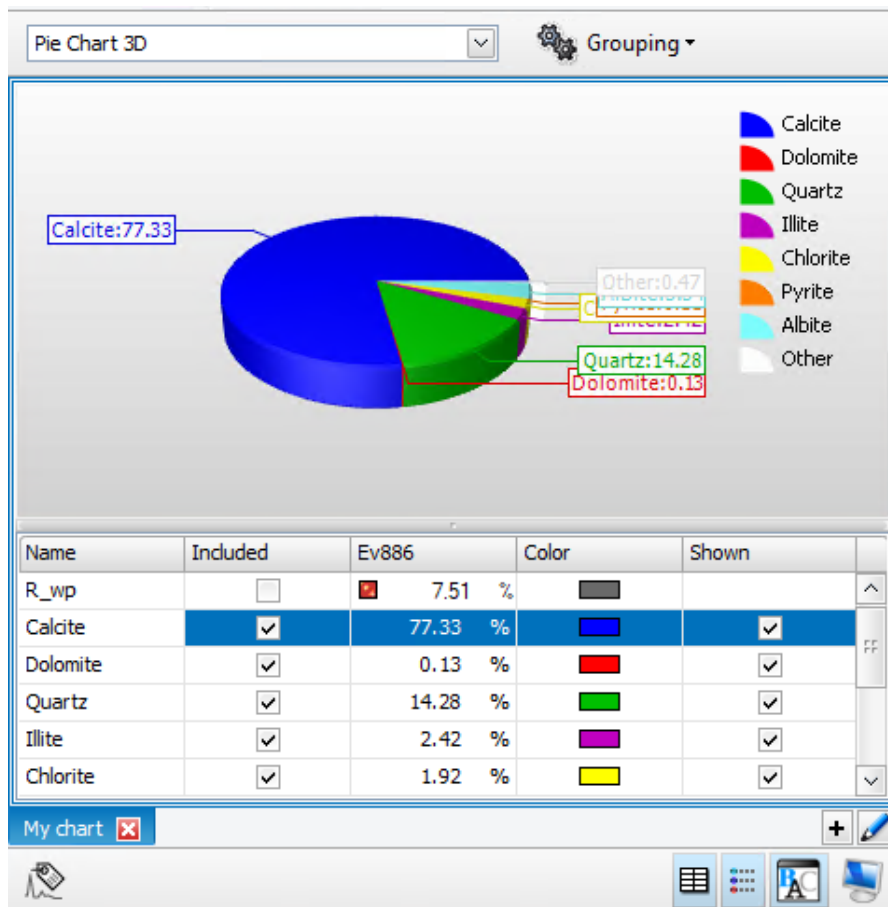 Pie Chart 3D
Grouping
Calcite
Dolomite
Quartz
Illite
Chlorite
Pyrite
Albite
Other
Calcite:77.33
Other:0.47
Quartz:14.28
Dolomite:0.13
Name Included Ev886 Color Shown
R_wp 7.51 %
Calcite 77.33 %
Dolomite 0.13 %
Quartz 14.28 %
Illite 2.42 %
Chlorite 1.92 %
My chart